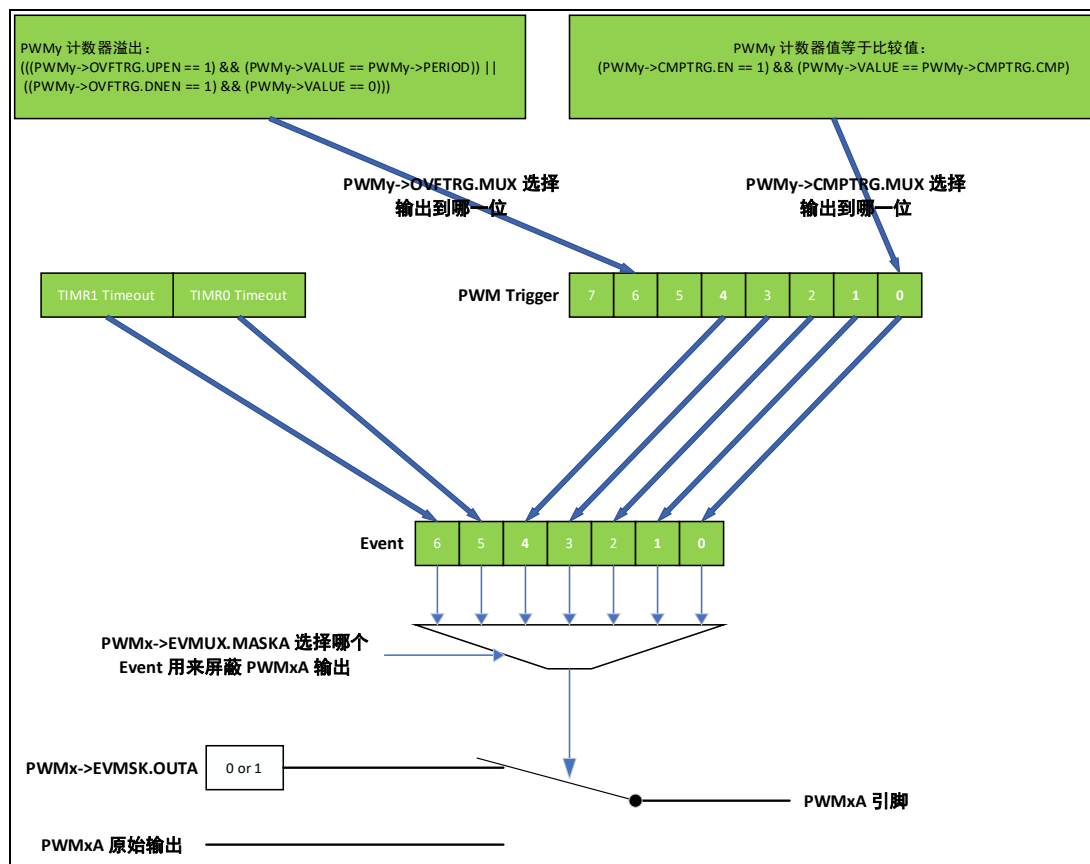 PWMy 计数器溢出：
(((PWMy->OVFTRG.UPEN == 1) && (PWMy->VALUE == PWMy->PERIOD)) ||
((PWMy->OVFTRG.DNEN == 1) && (PWMy->VALUE == 0)))
PWMy 计数器值等于比较值：
(PWMy->CMPTRG.EN == 1) && (PWMy->VALUE == PWMy->CMPTRG.CMP)
PWMy->OVFTRG.MUX 选择
输出到哪一位
PWMy->CMPTRG.MUX 选择
输出到哪一位
TIMR1 Timeout TIMR0 Timeout
PWM Trigger 7 6 5 4 3 2 1 0
Event 6 5 4 3 2 1 0
PWMx->EVMUX.MASKA 选择哪个
Event 用来屏蔽 PWMxA 输出
PWMx->EVMSK.OUTA 0 or 1
PWMxA 引脚
PWMxA 原始输出